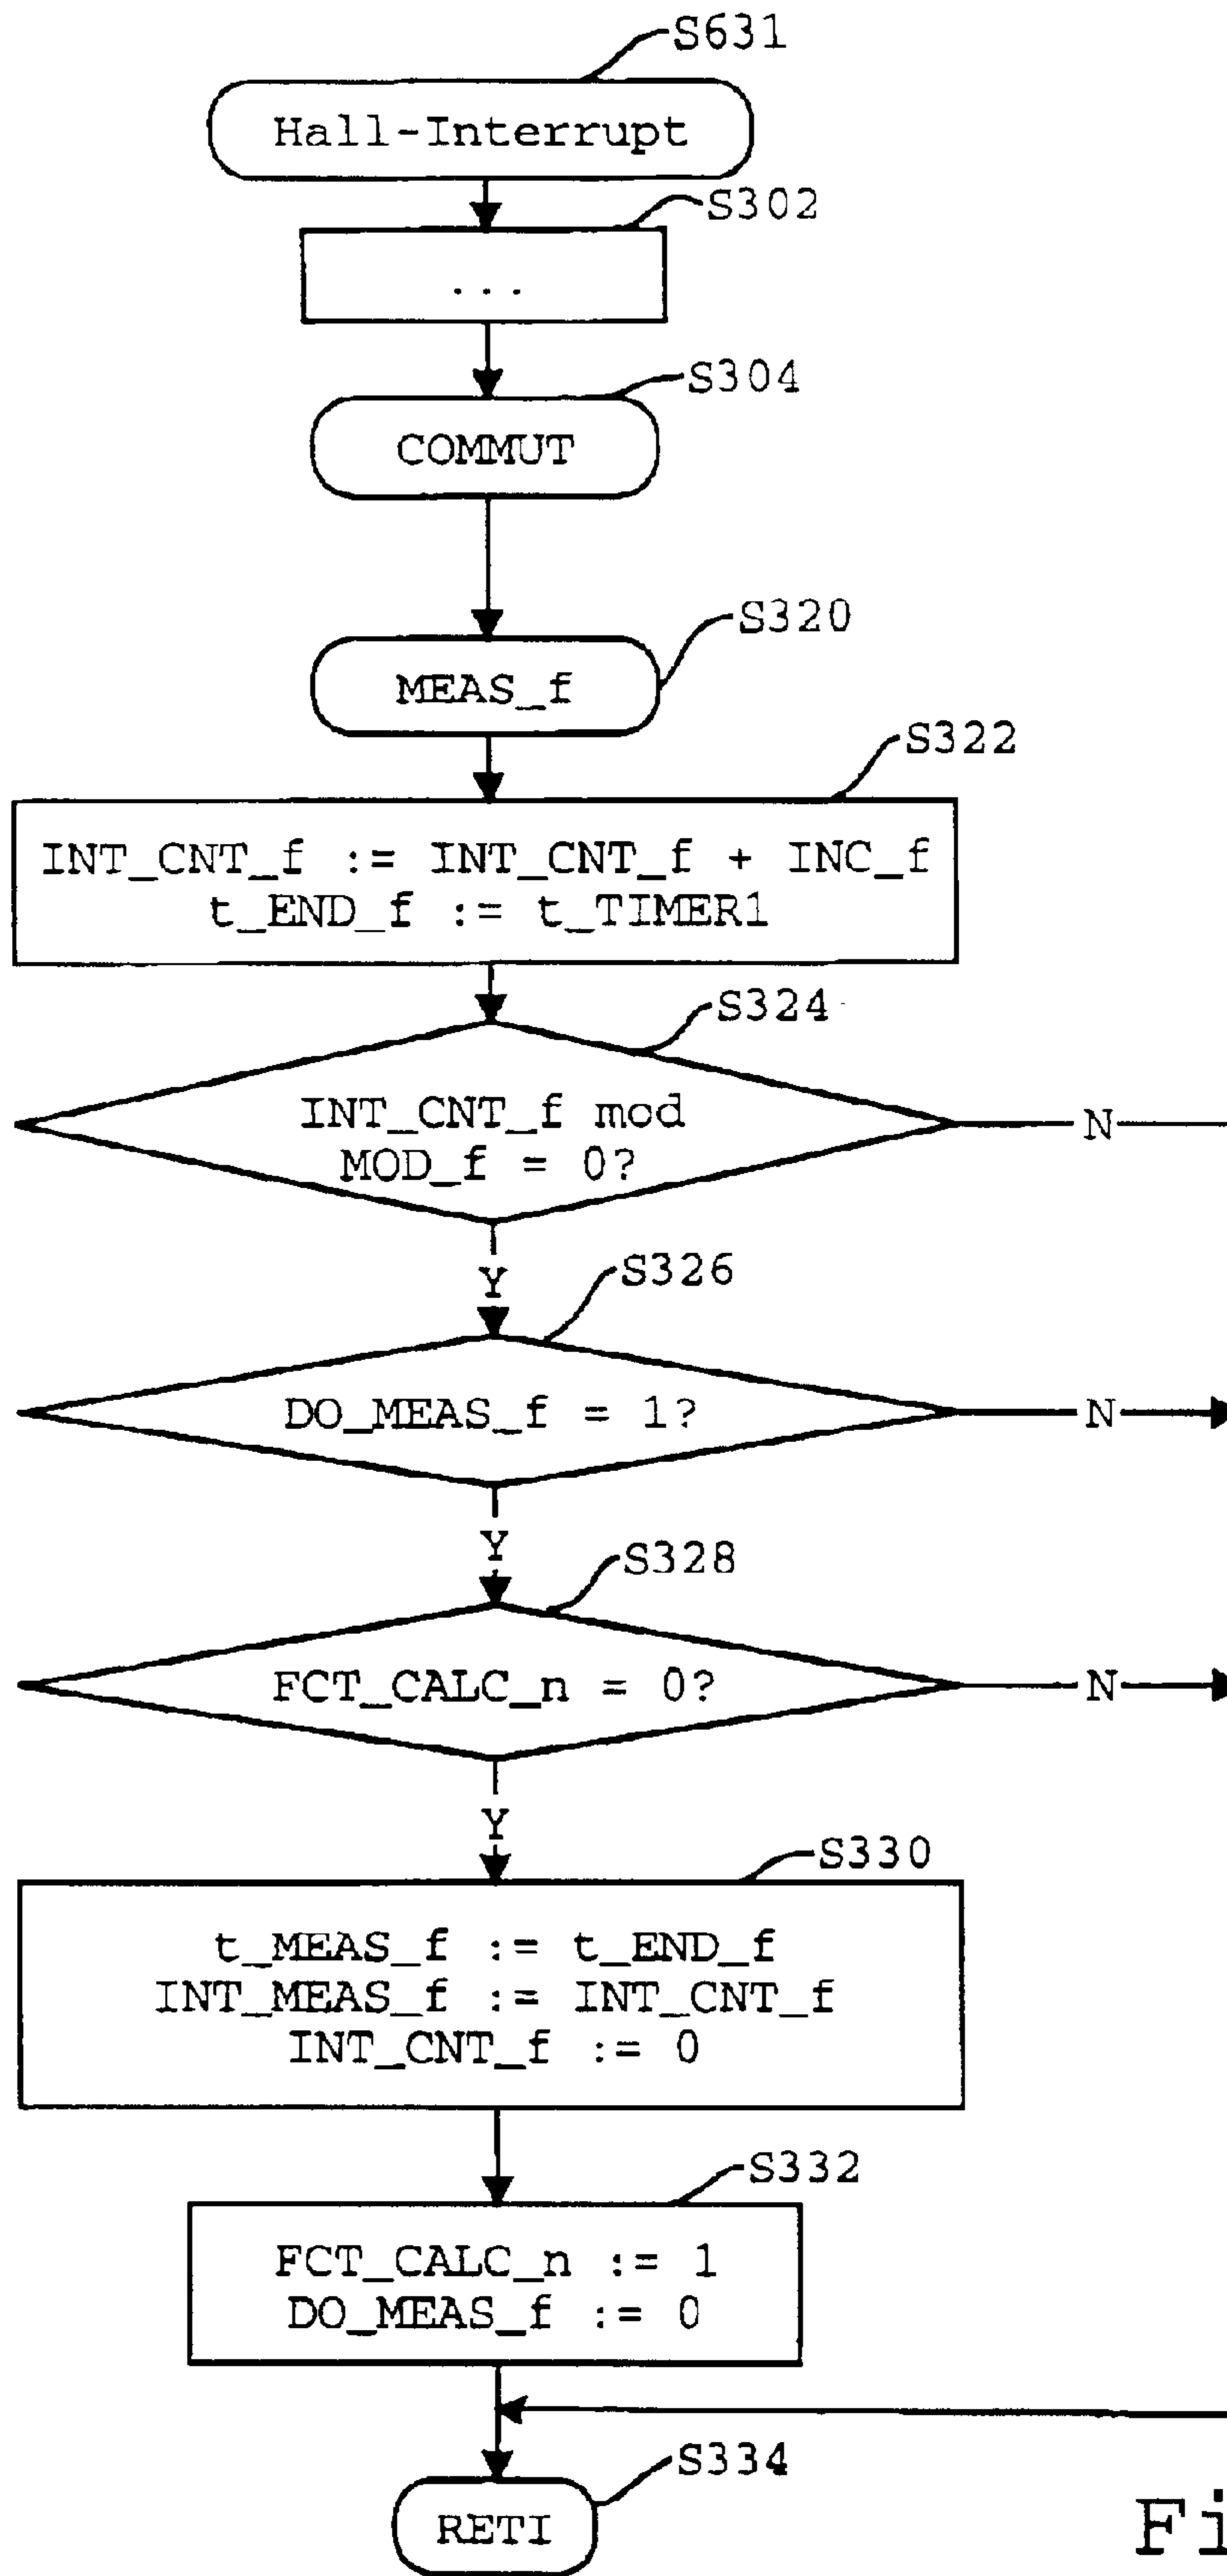 S631
Hall-Interrupt
S302
...
S304
COMMUT
S320
MEAS_f
S322
INT_CNT_f := INT_CNT_f + INC_f
t_END_f := t_TIMER1
S324
INT_CNT_f mod
MOD_f = 0?
N
Y
S326
DO_MEAS_f = 1?
N
Y
S328
FCT_CALC_n = 0?
N
Y
S330
t_MEAS_f := t_END_f
INT_MEAS_f := INT_CNT_f
INT_CNT_f := 0
S332
FCT_CALC_n := 1
DO_MEAS_f := 0
S334
RETI
Fi